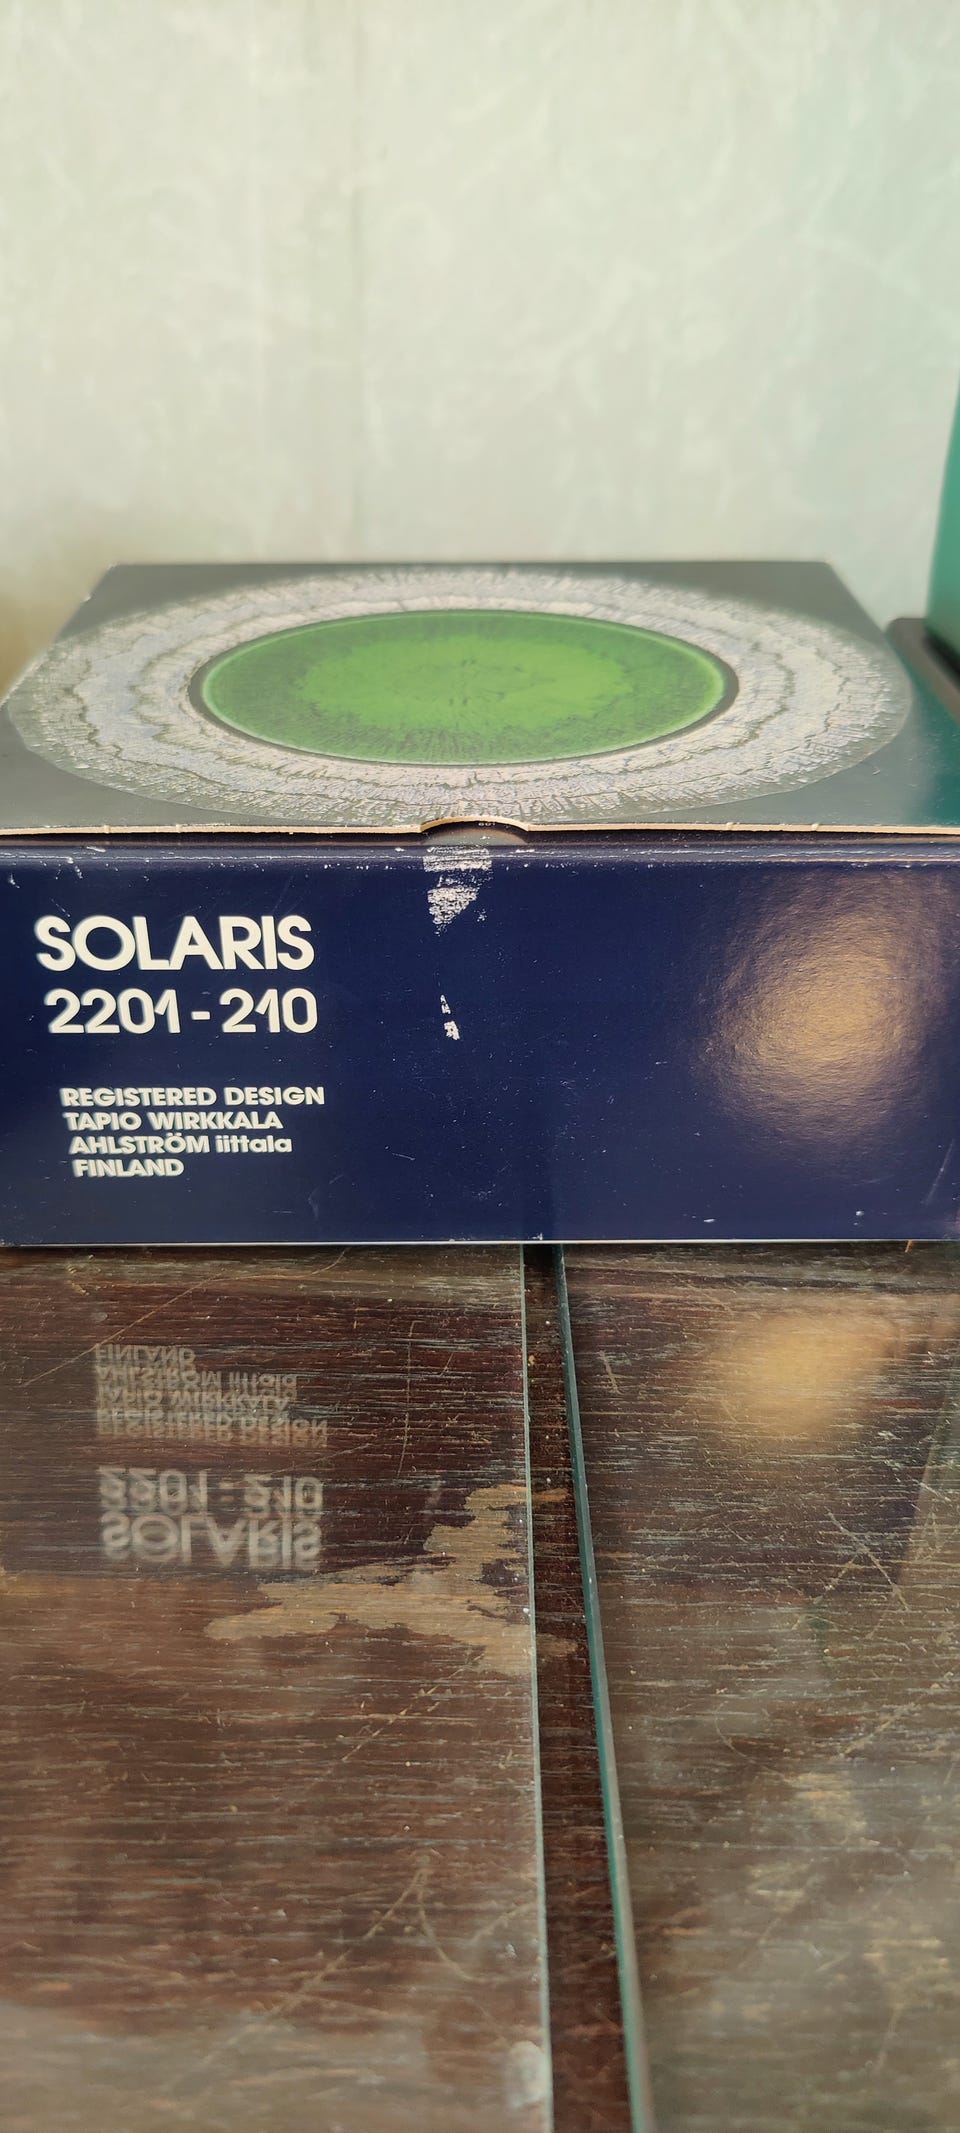 SOLARIS
2201-210
REGISTERED DESIGN
TAPIO WIRKKALA
AHLSTRÖM iittala
FINLAND